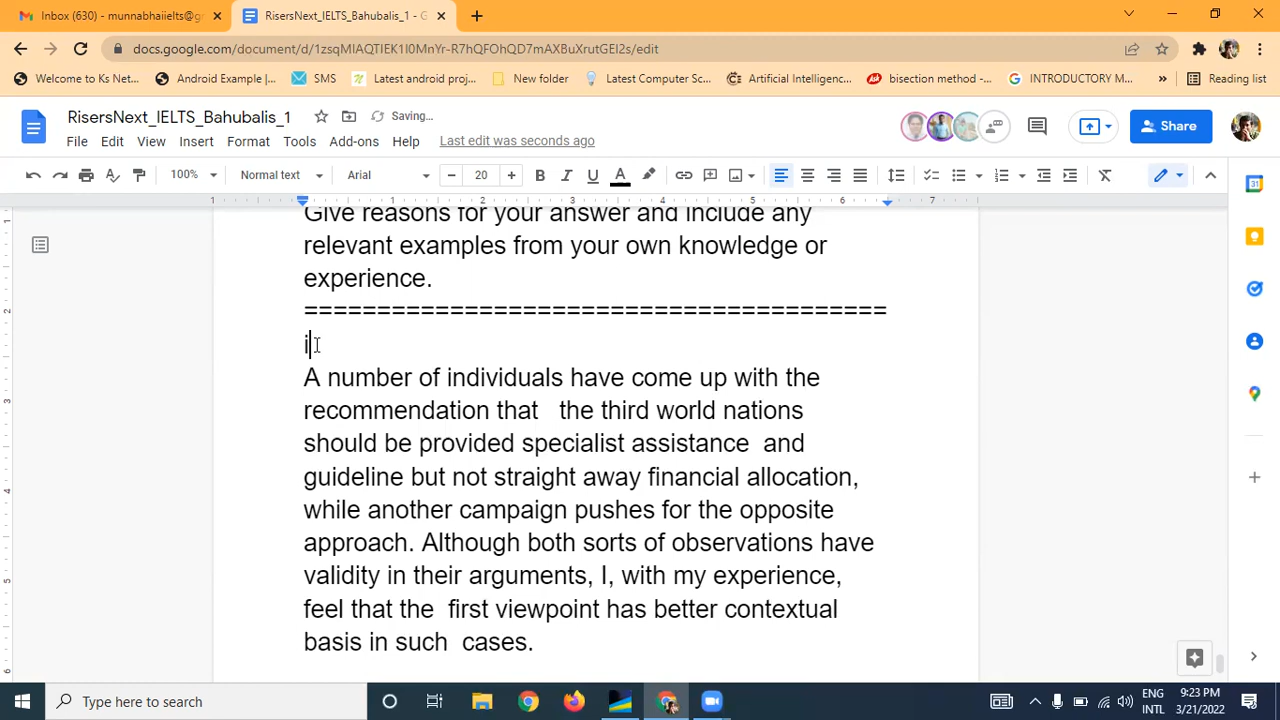 Inbox (630) - munnabhaiielts@g
RisersNext_IELTS_Bahubalis_1 - G
docs.google.com/document/d/1zsqMIAQTIEK1I0MnYr-R7hQFOhQD7mAXBuXrutGEI2s/edit
Welcome to Ks Net...
Android Example |...
SMS
Latest android proj...
New folder
Latest Computer Sc...
Artificial Intelligenc...
bisection method -...
INTRODUCTORY M...
»
Reading list
RisersNext_IELTS_Bahubalis_1
Saving...
File Edit View Insert Format Tools Add-ons Help
Last edit was seconds ago
Share
100%
Normal text
Arial
20
Give reasons for your answer and include any
relevant examples from your own knowledge or
experience.
========================================
i
A number of individuals have come up with the
recommendation that   the third world nations
should be provided specialist assistance  and
guideline but not straight away financial allocation,
while another campaign pushes for the opposite
approach. Although both sorts of observations have
validity in their arguments, I, with my experience,
feel that the  first viewpoint has better contextual
basis in such  cases.
Type here to search
ENG
INTL
9:23 PM
3/21/2022